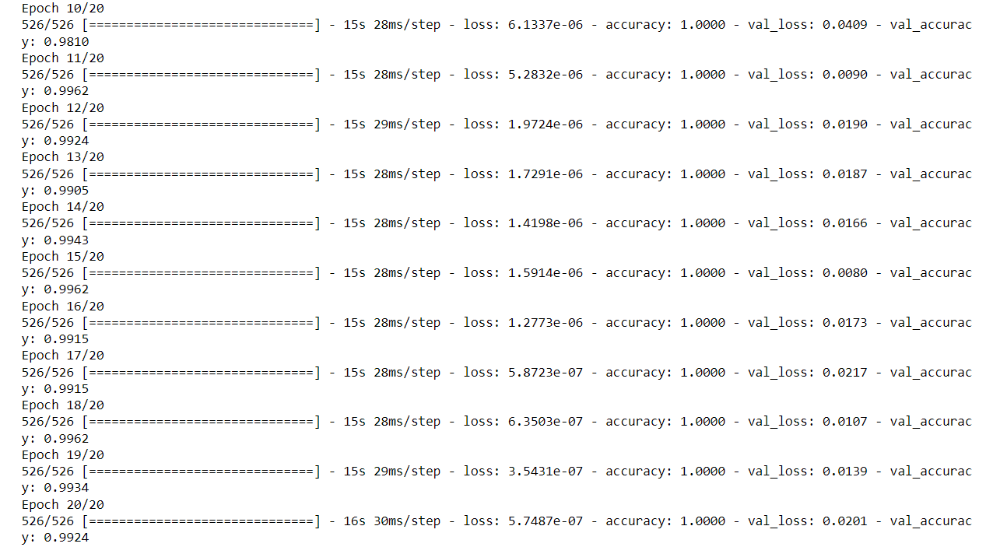 Epoch 10/20
526/526 [==============================] - 15s 28ms/step - loss: 6.1337e-06 - accuracy: 1.0000 - val_loss: 0.0409 - val_accurac
y: 0.9810
Epoch 11/20
526/526 [==============================] - 15s 28ms/step - loss: 5.2832e-06 - accuracy: 1.0000 - val_loss: 0.0090 - val_accurac
y: 0.9962
Epoch 12/20
526/526 [==============================] - 15s 29ms/step - loss: 1.9724e-06 - accuracy: 1.0000 - val_loss: 0.0190 - val_accurac
y: 0.9924
Epoch 13/20
526/526 [==============================] - 15s 28ms/step - loss: 1.7291e-06 - accuracy: 1.0000 - val_loss: 0.0187 - val_accurac
y: 0.9905
Epoch 14/20
526/526 [==============================] - 15s 28ms/step - loss: 1.4198e-06 - accuracy: 1.0000 - val_loss: 0.0166 - val_accurac
y: 0.9943
Epoch 15/20
526/526 [==============================] - 15s 28ms/step - loss: 1.5914e-06 - accuracy: 1.0000 - val_loss: 0.0080 - val_accurac
y: 0.9962
Epoch 16/20
526/526 [==============================] - 15s 28ms/step - loss: 1.2773e-06 - accuracy: 1.0000 - val_loss: 0.0173 - val_accurac
y: 0.9915
Epoch 17/20
526/526 [==============================] - 15s 28ms/step - loss: 5.8723e-07 - accuracy: 1.0000 - val_loss: 0.0217 - val_accurac
y: 0.9915
Epoch 18/20
526/526 [==============================] - 15s 28ms/step - loss: 6.3503e-07 - accuracy: 1.0000 - val_loss: 0.0107 - val_accurac
y: 0.9962
Epoch 19/20
526/526 [==============================] - 15s 29ms/step - loss: 3.5431e-07 - accuracy: 1.0000 - val_loss: 0.0139 - val_accurac
y: 0.9934
Epoch 20/20
526/526 [==============================] - 16s 30ms/step - loss: 5.7487e-07 - accuracy: 1.0000 - val_loss: 0.0201 - val_accurac
y: 0.9924